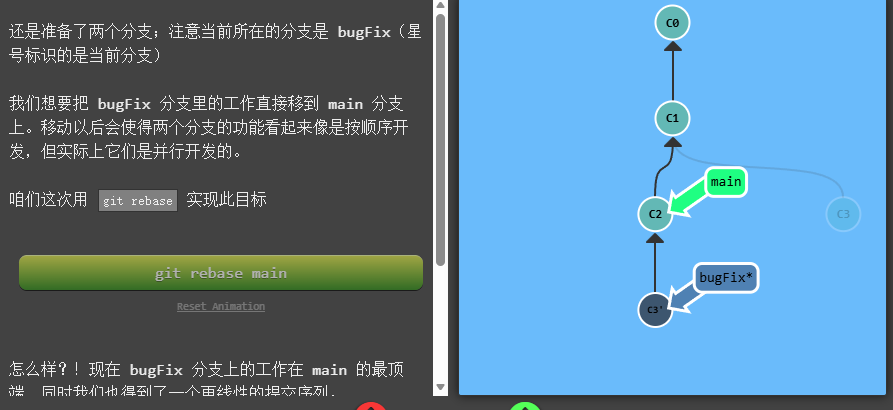 还是准备了两个分支；注意当前所在的分支是 bugFix（星
号标识的是当前分支）
我们想要把 bugFix 分支里的工作直接移到 main 分支
上。移动以后会使得两个分支的功能看起来像是按顺序开
发，但实际上它们是并行开发的。
咱们这次用 git rebase 实现此目标
git rebase main
Reset Animation
怎么样？！现在 bugFix 分支上的工作在 main 的最顶
端，同时我们也得到了一个更线性的提交序列。
C0
C1
main
C2
C3
bugFix*
C3'